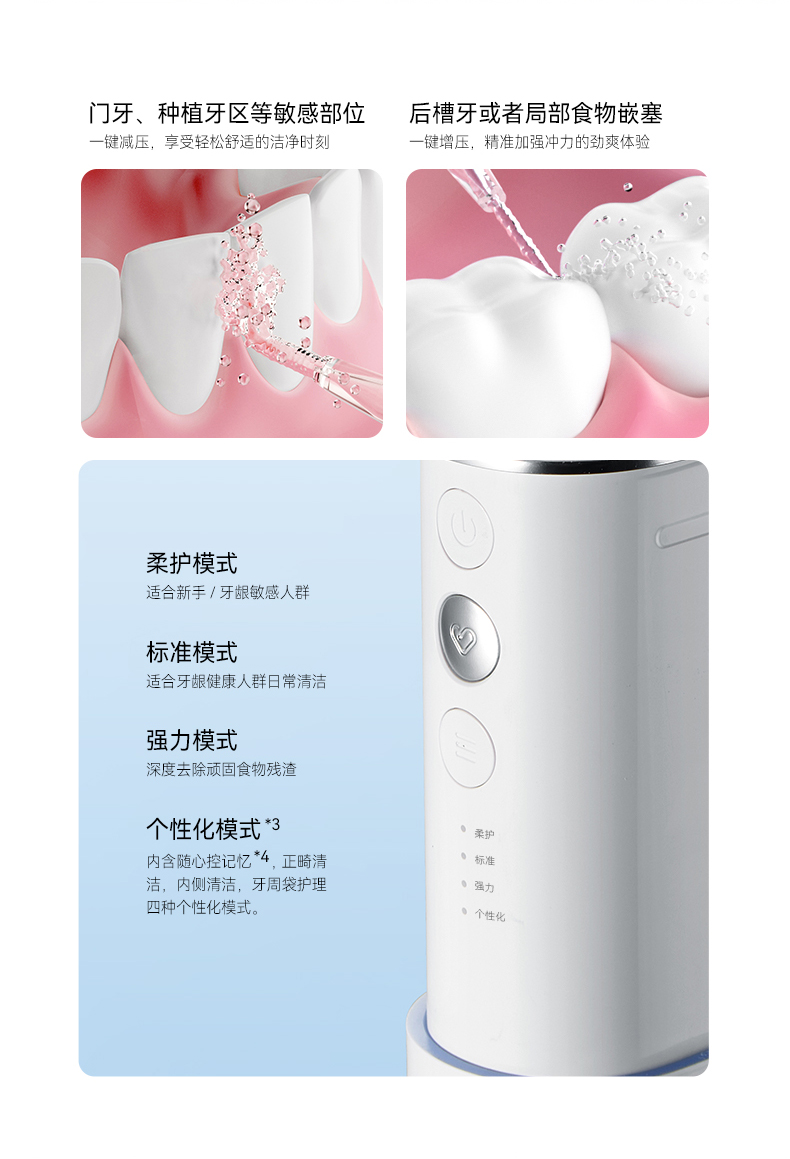 门牙、种植牙区等敏感部位
一键减压，享受轻松舒适的洁净时刻
后槽牙或者局部食物嵌塞
一键增压，精准加强冲力的劲爽体验
柔护模式
适合新手 / 牙龈敏感人群
标准模式
适合牙龈健康人群日常清洁
强力模式
深度去除顽固食物残渣
个性化模式*3
内含随心控记忆*4，正畸清
洁，内侧清洁，牙周袋护理
四种个性化模式。
柔护
标准
强力
个性化